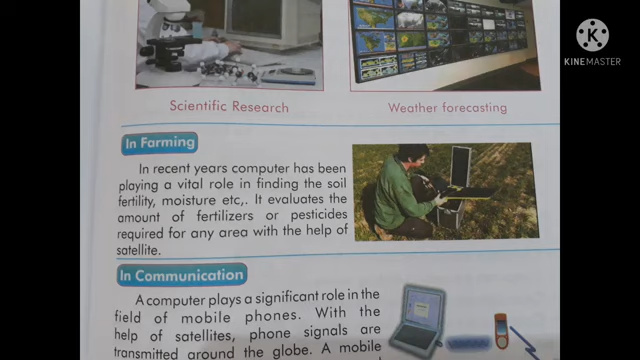 KINEMASTER
Scientific Research
Weather forecasting
In Farming
In recent years computer has been
playing a vital role in finding the soil
fertility, moisture etc,. It evaluates the
amount of fertilizers or pesticides
required for any area with the help of
satellite.
In Communication
A computer plays a significant role in the
field of mobile phones. With the
help of satellites, phone signals are
transmitted around the globe. A mobile